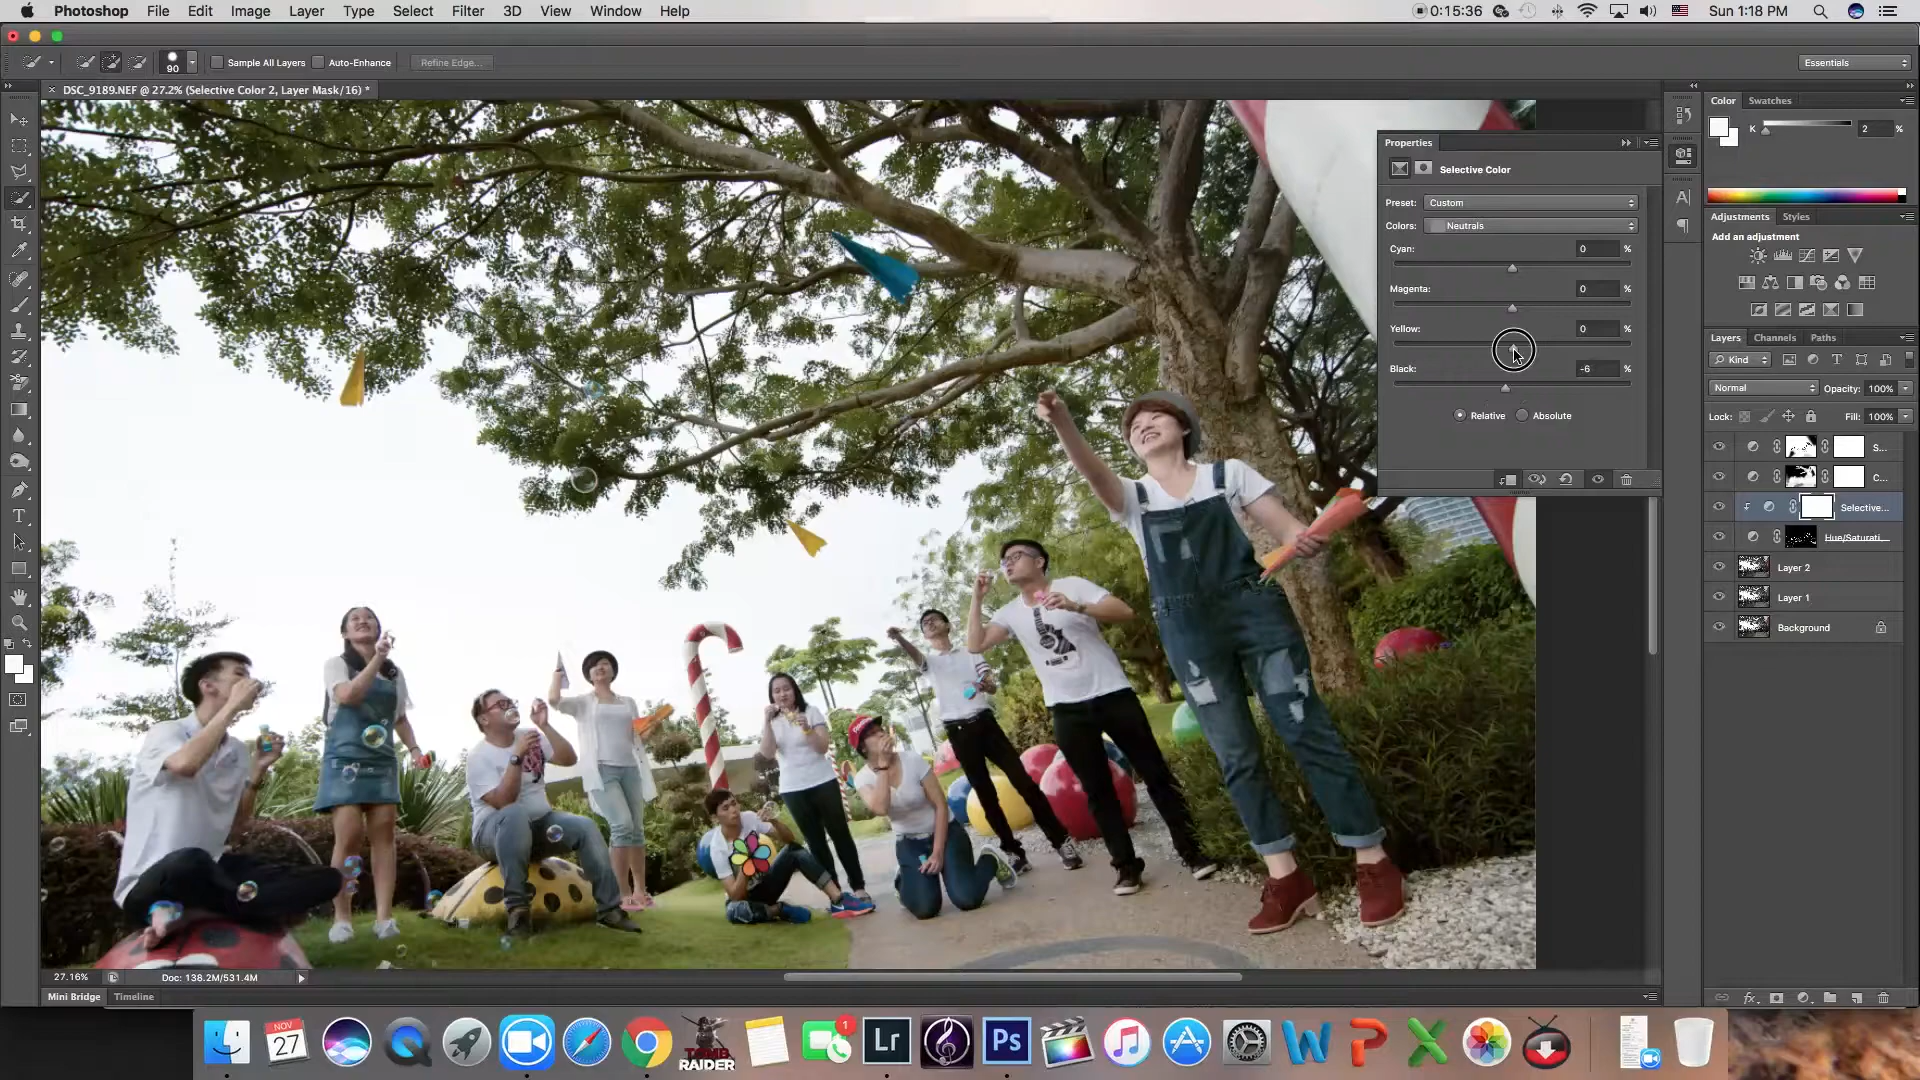 Photoshop File Edit Image Layer Type Select Filter 3D View Window Help
0:15:36 Sun 1:18 PM
90 Sample All Layers Auto-Enhance Refine Edge... Essentials
DSC_9189.NEF @ 27.2% (Selective Color 2, Layer Mask/16) *
Properties
Selective Color
Preset: Custom
Colors: Neutrals
Cyan: 0 %
Magenta: 0 %
Yellow: 0 %
Black: -6 %
Relative Absolute
Color Swatches
K 2 %
Adjustments Styles
Add an adjustment
Layers Channels Paths
Kind
Normal Opacity: 100%
Lock: Fill: 100%
S...
C...
Selective...
Hue/Saturati...
Layer 2
Layer 1
Background
27.16% Doc: 138.2M/531.4M
Mini Bridge Timeline
NOV
27
TOMB
RAIDER
1
Lr
Ps